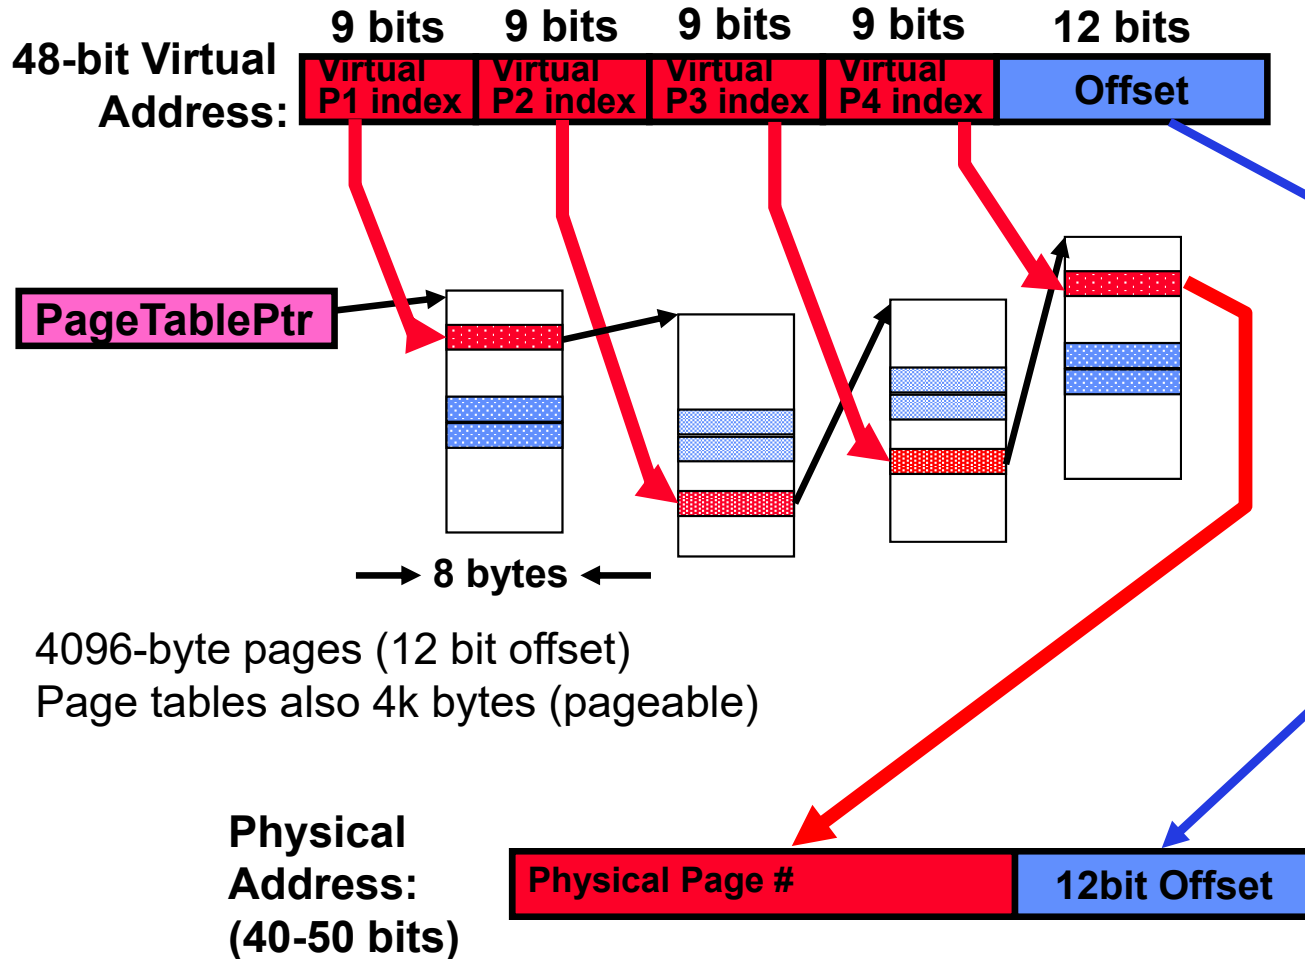 9 bits 9 bits 9 bits 9 bits 12 bits
48-bit Virtual
Address:
Virtual
P1 index
Virtual
P2 index
Virtual
P3 index
Virtual
P4 index
Offset
PageTablePtr
8 bytes
4096-byte pages (12 bit offset)
Page tables also 4k bytes (pageable)
Physical
Address:
(40-50 bits)
Physical Page #
12bit Offset